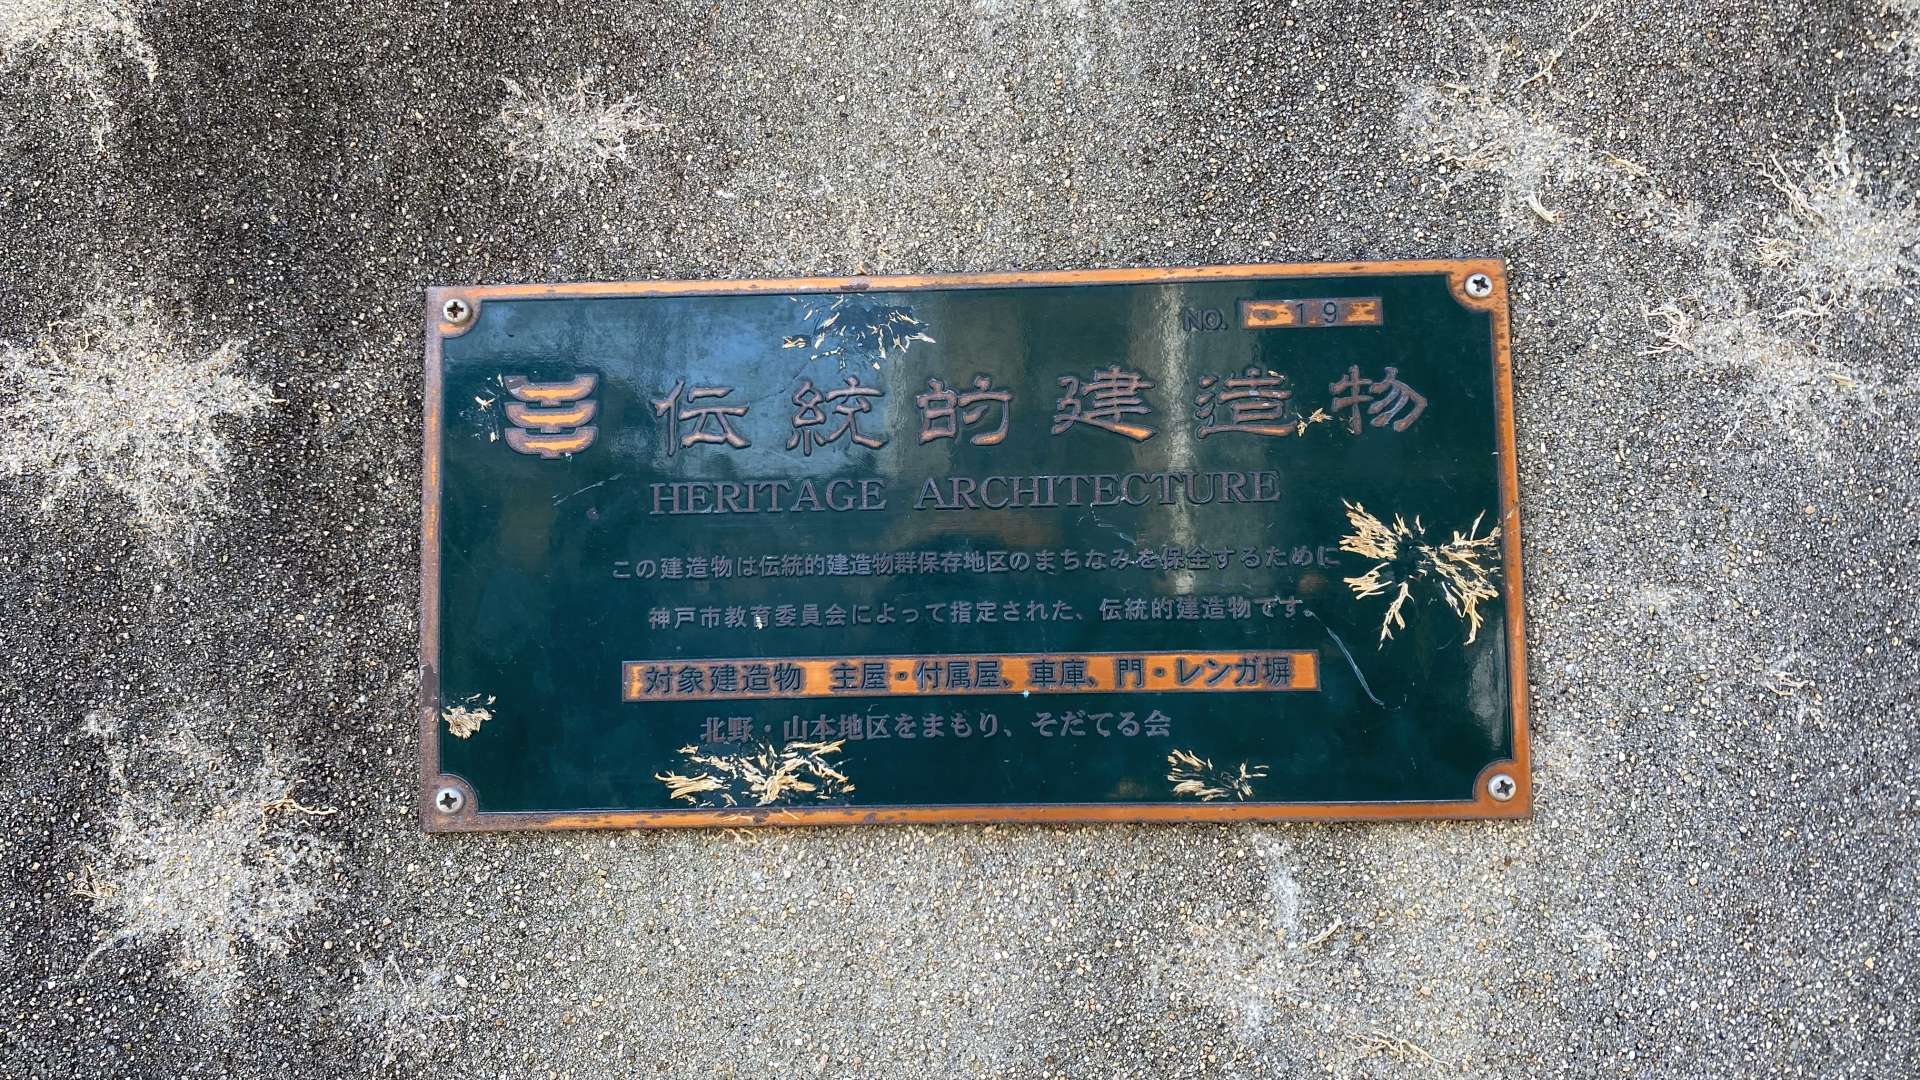 NO. 19
伝統的建造物
HERITAGE ARCHITECTURE
この建造物は伝統的建造物群保存地区のまちなみを保全するために
神戸市教育委員会によって指定された、伝統的建造物です。
対象建造物 主屋・付属屋、車庫、門・レンガ塀
北野・山本地区をまもり、そだてる会